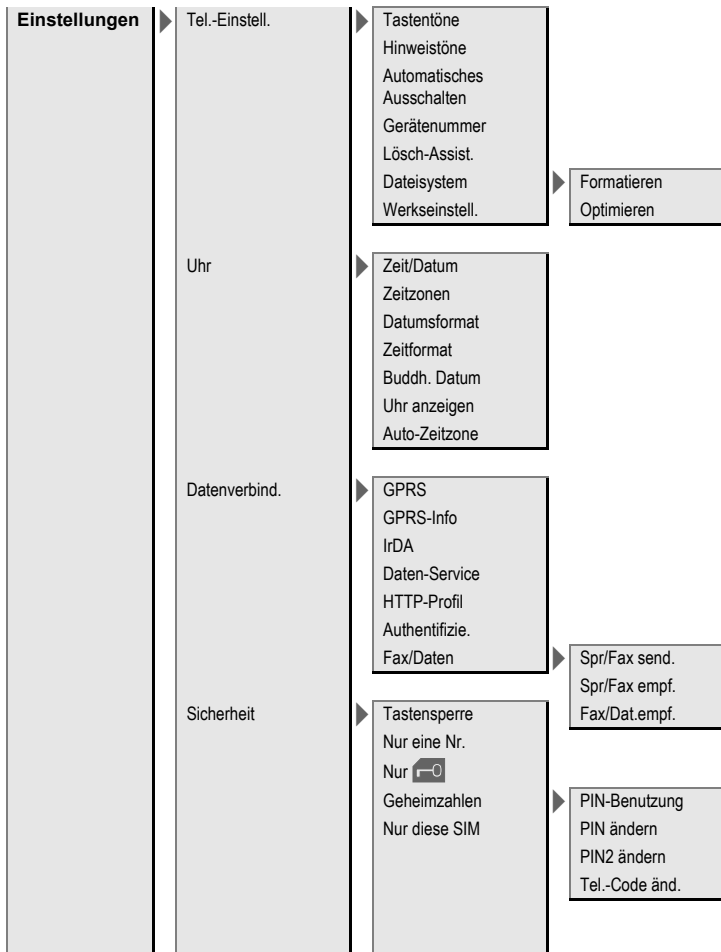 Einstellungen
Tel.-Einstell.
Tastentöne
Hinweistöne
Automatisches
Ausschalten
Gerätenummer
Lösch-Assist.
Dateisystem
Formatieren
Optimieren
Werkseinstell.
Uhr
Zeit/Datum
Zeitzonen
Datumsformat
Zeitformat
Buddh. Datum
Uhr anzeigen
Auto-Zeitzone
Datenverbind.
GPRS
GPRS-Info
IrDA
Daten-Service
HTTP-Profil
Authentifizie.
Fax/Daten
Spr/Fax send.
Spr/Fax empf.
Fax/Dat.empf.
Sicherheit
Tastensperre
Nur eine Nr.
Nur
Geheimzahlen
PIN-Benutzung
PIN ändern
PIN2 ändern
Tel.-Code änd.
Nur diese SIM